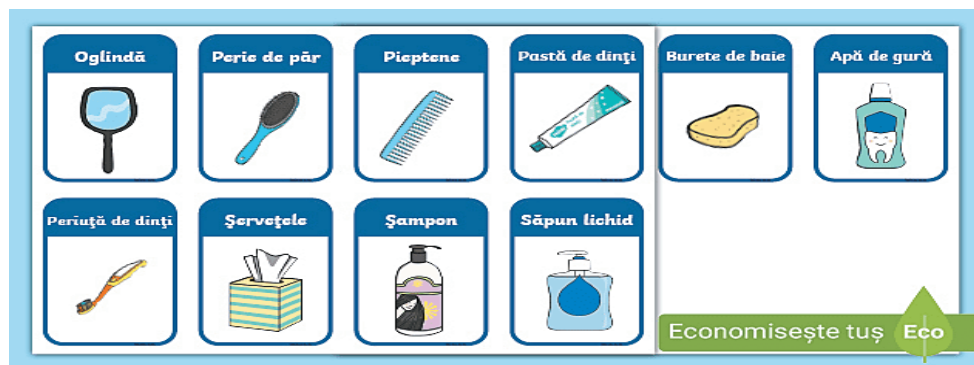 Oglindă
Perie de păr
Pieptene
Pastă de dinţi
Burete de baie
Apă de gură
Periuţă de dinţi
Şerveţele
Şampon
Săpun lichid
Economisește tuș
Eco